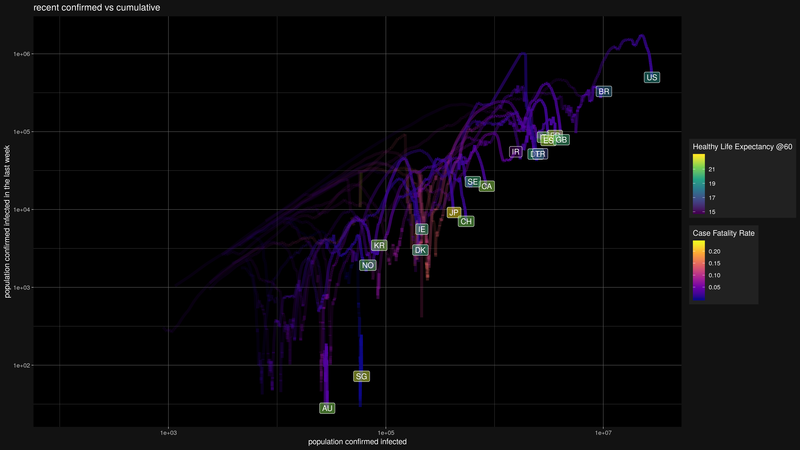 recent confirmed vs cumulative
1e+06
1e+05
1e+04
1e+03
1e+02
population confirmed infected in the last week
US
BR
ES
GB
IR
TR
SE
CA
JP
CH
IE
KR
DK
NO
SG
AU
1e+03
1e+05
1e+07
population confirmed infected
Healthy Life Expectancy @60
21
19
17
15
Case Fatality Rate
0.20
0.15
0.10
0.05